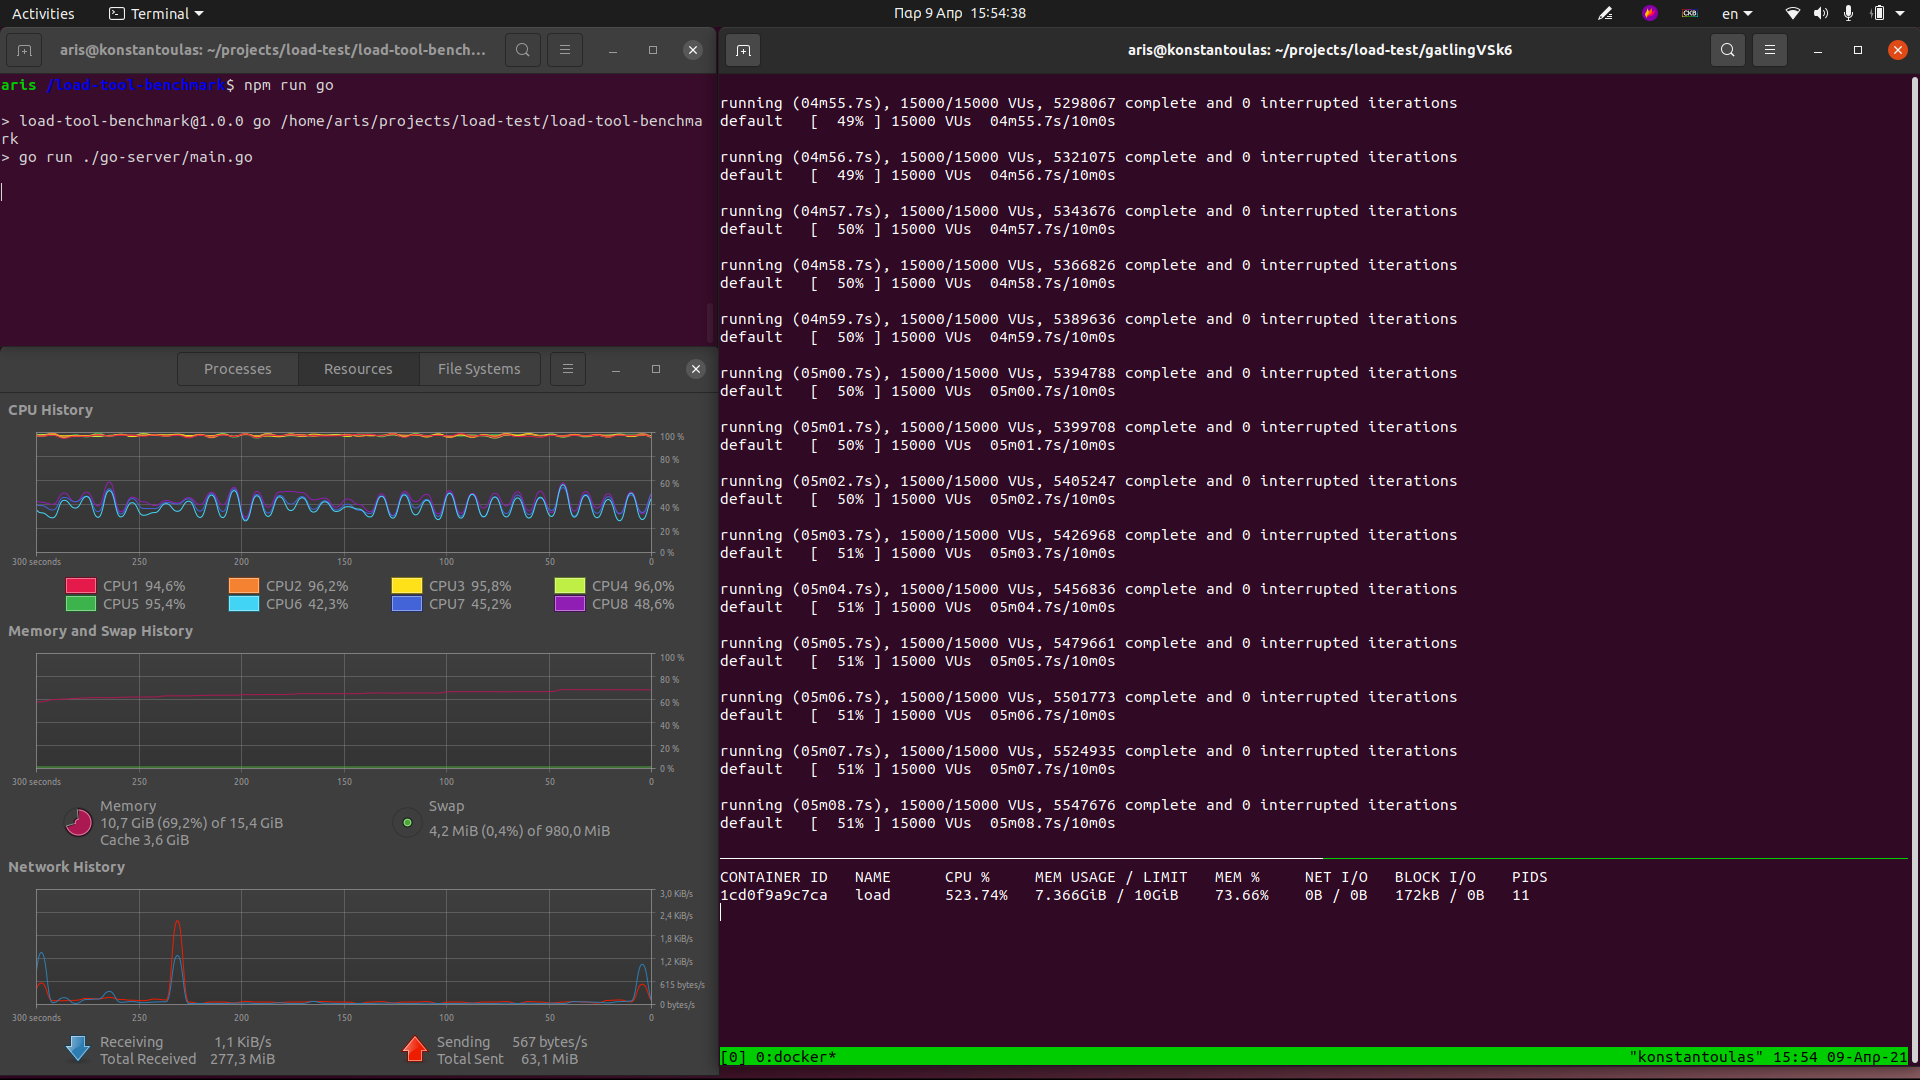 Activities
Terminal
Παρ 9 Απρ 15:54:38
en
aris@konstantoulas: ~/projects/load-test/load-tool-bench...
aris /load-tool-benchmark$ npm run go
> load-tool-benchmark@1.0.0 go /home/aris/projects/load-test/load-tool-benchma
rk
> go run ./go-server/main.go
Processes
Resources
File Systems
CPU History
100 %
80 %
60 %
40 %
20 %
0 %
300 seconds 250 200 150 100 50 0
CPU1 94,6% CPU2 96,2% CPU3 95,8% CPU4 96,0%
CPU5 95,4% CPU6 42,3% CPU7 45,2% CPU8 48,6%
Memory and Swap History
100 %
80 %
60 %
40 %
20 %
0 %
300 seconds 250 200 150 100 50 0
Memory
10,7 GiB (69,2%) of 15,4 GiB
Cache 3,6 GiB
Swap
4,2 MiB (0,4%) of 980,0 MiB
Network History
3,0 KiB/s
2,4 KiB/s
1,8 KiB/s
1,2 KiB/s
615 bytes/s
0 bytes/s
300 seconds 250 200 150 100 50 0
Receiving 1,1 KiB/s
Total Received 277,3 MiB
Sending 567 bytes/s
Total Sent 63,1 MiB
aris@konstantoulas: ~/projects/load-test/gatlingVSk6
running (04m55.7s), 15000/15000 VUs, 5298067 complete and 0 interrupted iterations
default [ 49% ] 15000 VUs 04m55.7s/10m0s
running (04m56.7s), 15000/15000 VUs, 5321075 complete and 0 interrupted iterations
default [ 49% ] 15000 VUs 04m56.7s/10m0s
running (04m57.7s), 15000/15000 VUs, 5343676 complete and 0 interrupted iterations
default [ 50% ] 15000 VUs 04m57.7s/10m0s
running (04m58.7s), 15000/15000 VUs, 5366826 complete and 0 interrupted iterations
default [ 50% ] 15000 VUs 04m58.7s/10m0s
running (04m59.7s), 15000/15000 VUs, 5389636 complete and 0 interrupted iterations
default [ 50% ] 15000 VUs 04m59.7s/10m0s
running (05m00.7s), 15000/15000 VUs, 5394788 complete and 0 interrupted iterations
default [ 50% ] 15000 VUs 05m00.7s/10m0s
running (05m01.7s), 15000/15000 VUs, 5399708 complete and 0 interrupted iterations
default [ 50% ] 15000 VUs 05m01.7s/10m0s
running (05m02.7s), 15000/15000 VUs, 5405247 complete and 0 interrupted iterations
default [ 50% ] 15000 VUs 05m02.7s/10m0s
running (05m03.7s), 15000/15000 VUs, 5426968 complete and 0 interrupted iterations
default [ 51% ] 15000 VUs 05m03.7s/10m0s
running (05m04.7s), 15000/15000 VUs, 5456836 complete and 0 interrupted iterations
default [ 51% ] 15000 VUs 05m04.7s/10m0s
running (05m05.7s), 15000/15000 VUs, 5479661 complete and 0 interrupted iterations
default [ 51% ] 15000 VUs 05m05.7s/10m0s
running (05m06.7s), 15000/15000 VUs, 5501773 complete and 0 interrupted iterations
default [ 51% ] 15000 VUs 05m06.7s/10m0s
running (05m07.7s), 15000/15000 VUs, 5524935 complete and 0 interrupted iterations
default [ 51% ] 15000 VUs 05m07.7s/10m0s
running (05m08.7s), 15000/15000 VUs, 5547676 complete and 0 interrupted iterations
default [ 51% ] 15000 VUs 05m08.7s/10m0s
CONTAINER ID NAME CPU % MEM USAGE / LIMIT MEM % NET I/O BLOCK I/O PIDS
1cd0f9a9c7ca load 523.74% 7.366GiB / 10GiB 73.66% 0B / 0B 172kB / 0B 11
[0] 0:docker* "konstantoulas" 15:54 09-Απρ-21